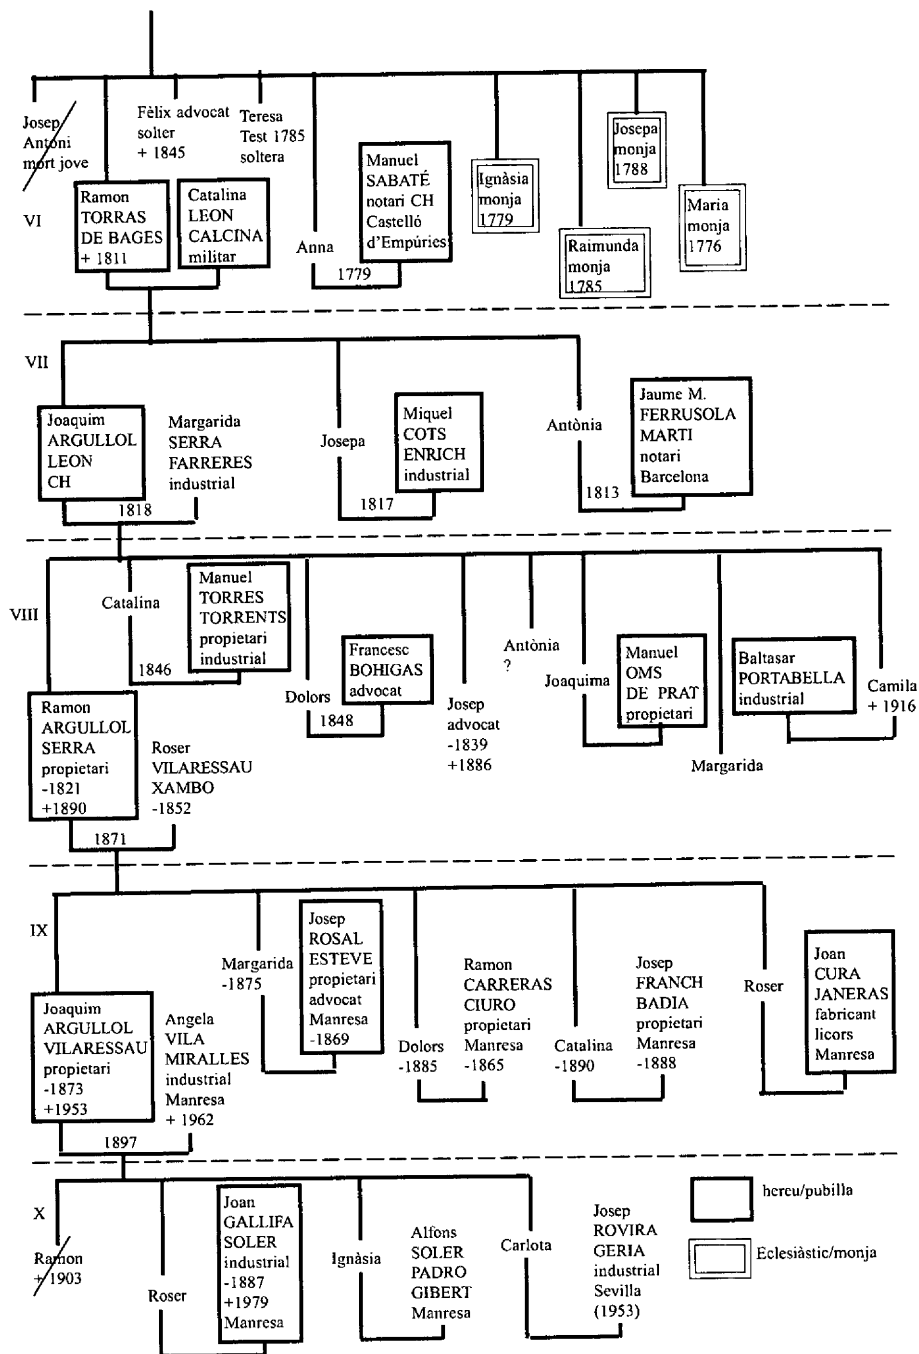 Josep
Antoni
mort jove
Fèlix advocat
solter
+ 1845
Teresa
Test 1785
soltera
VI
Ramon
TORRAS
DE BAGES
+ 1811
Catalina
LEON
CALCINA
militar
Anna
1779
Manuel
SABATÉ
notari CH
Castelló
d'Empúries
Ignàsia
monja
1779
Raimunda
monja
1785
Josepa
monja
1788
Maria
monja
1776
VII
Joaquim
ARGULLOL
LEON
CH
1818
Margarida
SERRA
FARRERES
industrial
Josepa
1817
Miquel
COTS
ENRICH
industrial
Antònia
1813
Jaume M.
FERRUSOLA
MARTI
notari
Barcelona
VIII
Ramon
ARGULLOL
SERRA
propietari
-1821
+1890
1871
Roser
VILARESSAU
XAMBO
-1852
Catalina
1846
Manuel
TORRES
TORRENTS
propietari
industrial
Dolors
1848
Francesc
BOHIGAS
advocat
Josep
advocat
-1839
+1886
Antònia
?
Joaquima
Manuel
OMS
DE PRAT
propietari
Margarida
Baltasar
PORTABELLA
industrial
Camila
+ 1916
IX
Joaquim
ARGULLOL
VILARESSAU
propietari
-1873
+1953
1897
Angela
VILA
MIRALLES
industrial
Manresa
+ 1962
Margarida
-1875
Josep
ROSAL
ESTEVE
propietari
advocat
Manresa
-1869
Dolors
-1885
Ramon
CARRERAS
CIURO
propietari
Manresa
-1865
Catalina
-1890
Josep
FRANCH
BADIA
propietari
Manresa
-1888
Roser
Joan
CURA
JANERAS
fabricant
licors
Manresa
X
Ramon
+ 1903
Roser
Joan
GALLIFA
SOLER
industrial
-1887
+1979
Manresa
Ignàsia
Alfons
SOLER
PADRO
GIBERT
Manresa
Carlota
Josep
ROVIRA
GERIA
industrial
Sevilla
(1953)
hereu/pubilla
Eclesiàstic/monja